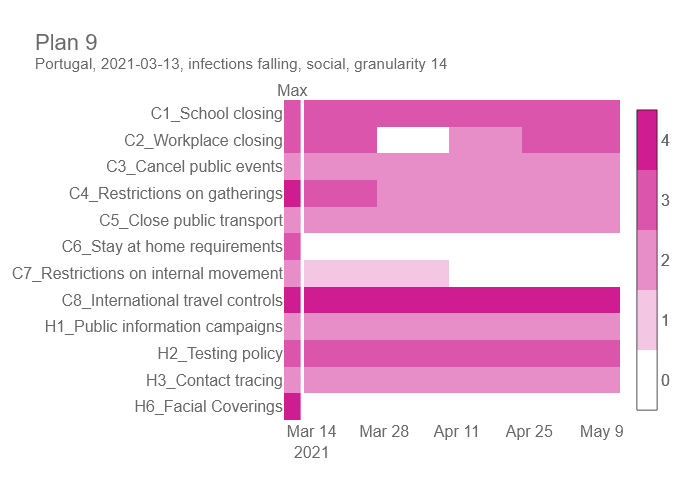 Plan 9
Portugal, 2021-03-13, infections falling, social, granularity 14
Max
C1_School closing
C2_Workplace closing
C3_Cancel public events
C4_Restrictions on gatherings
C5_Close public transport
C6_Stay at home requirements
C7_Restrictions on internal movement
C8_International travel controls
H1_Public information campaigns
H2_Testing policy
H3_Contact tracing
H6_Facial Coverings
4
3
2
1
0
Mar 14 Mar 28 Apr 11 Apr 25 May 9
2021